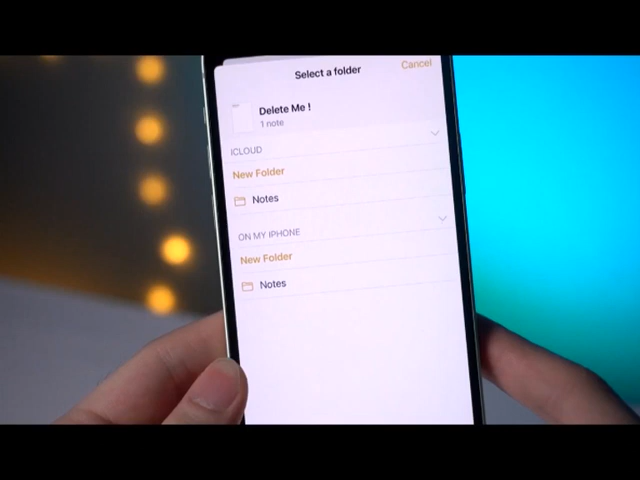 Select a folder
Cancel
Delete Me !
1 note
ICLOUD
New Folder
Notes
ON MY IPHONE
New Folder
Notes